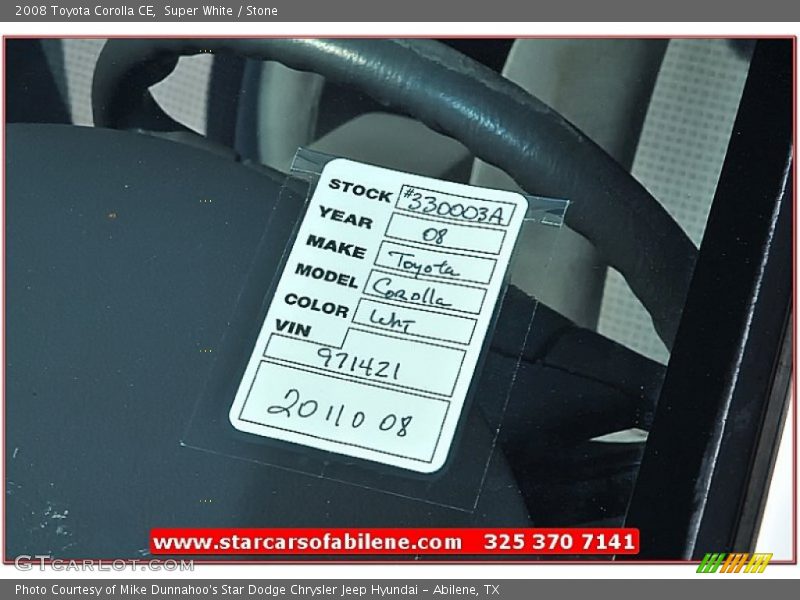 2008 Toyota Corolla CE, Super White / Stone
STOCK #330003A
YEAR 08
MAKE Toyota
MODEL Corolla
COLOR WHT
VIN
971421
20110 08
www.starcarsofabilene.com 325 370 7141
GTcarlot.com
Photo Courtesy of Mike Dunnahoo's Star Dodge Chrysler Jeep Hyundai - Abilene, TX